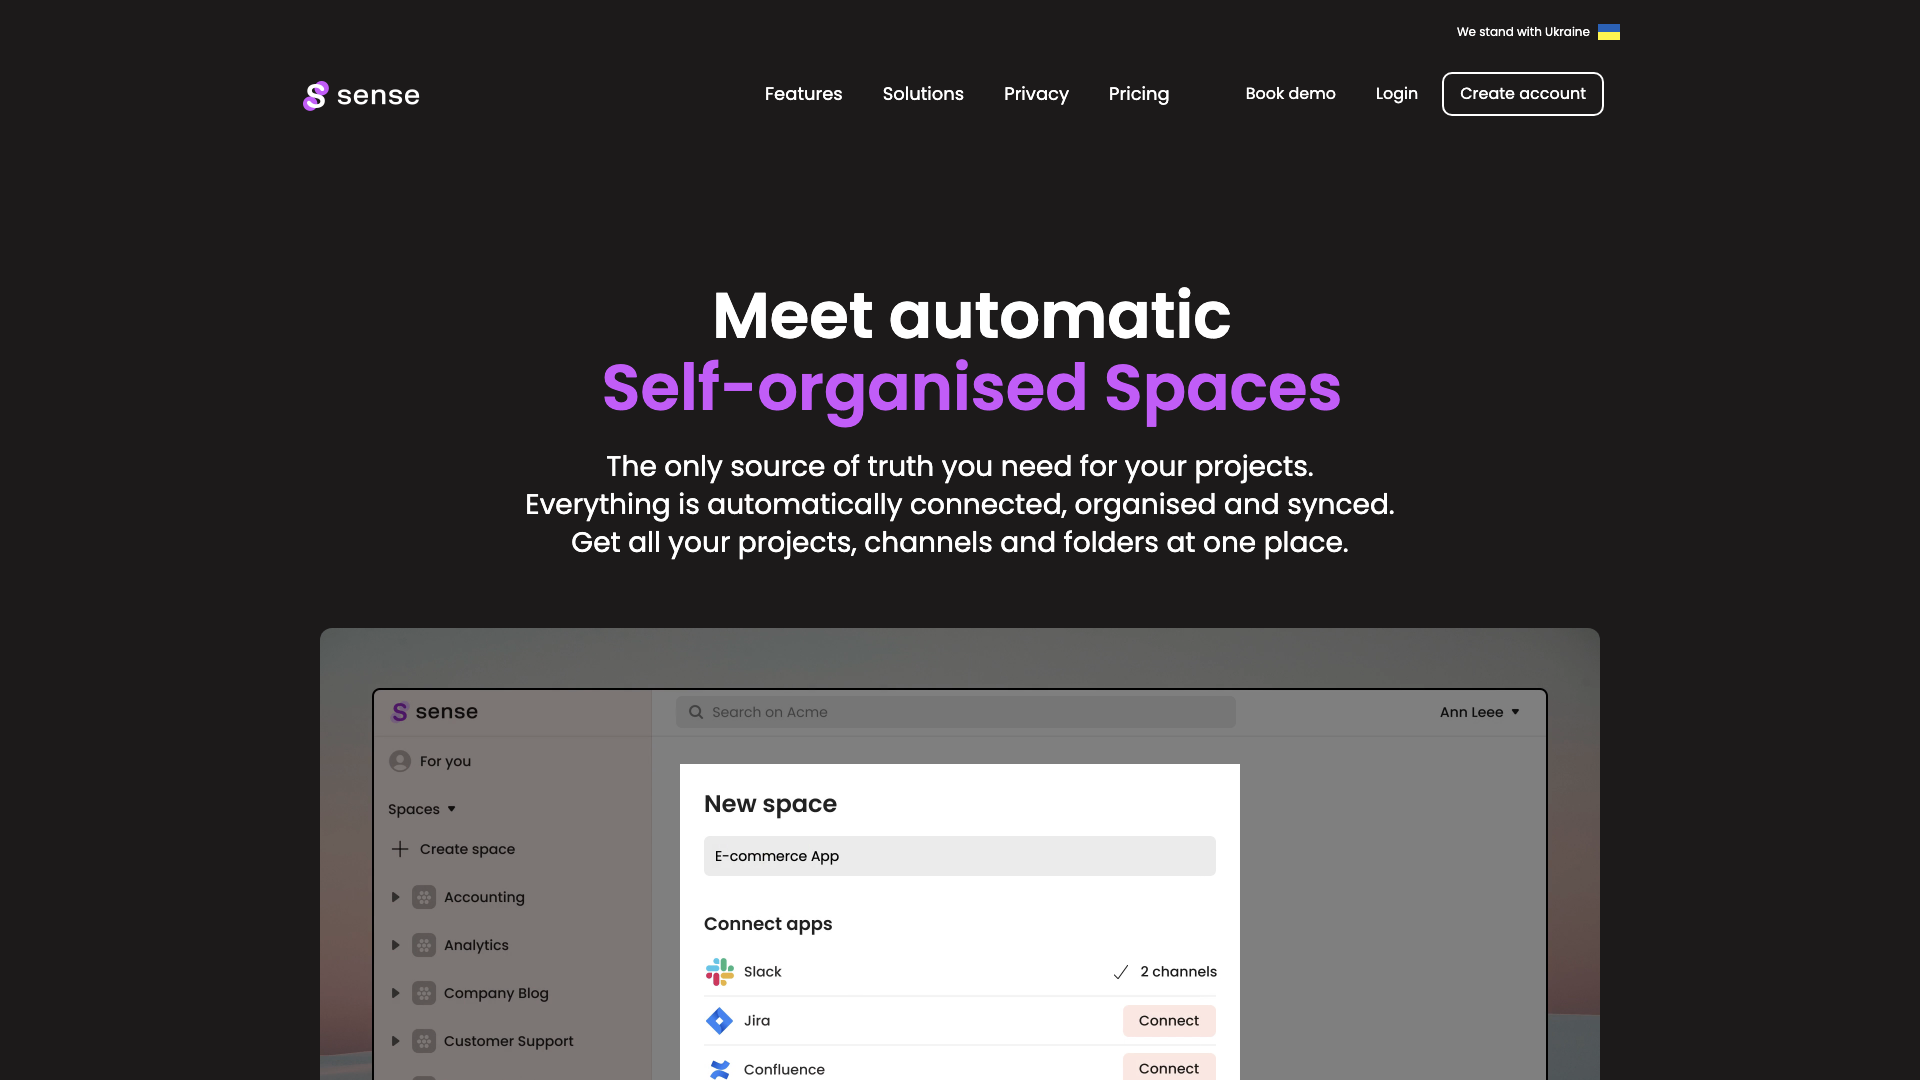 We stand with Ukraine
sense
Features
Solutions
Privacy
Pricing
Book demo
Login
Create account
Meet automatic
Self-organised Spaces
The only source of truth you need for your projects.
Everything is automatically connected, organised and synced.
Get all your projects, channels and folders at one place.
sense
Search on Acme
Ann Leee
For you
Spaces
Create space
Accounting
Analytics
Company Blog
Customer Support
New space
E-commerce App
Connect apps
Slack
2 channels
Jira
Connect
Confluence
Connect